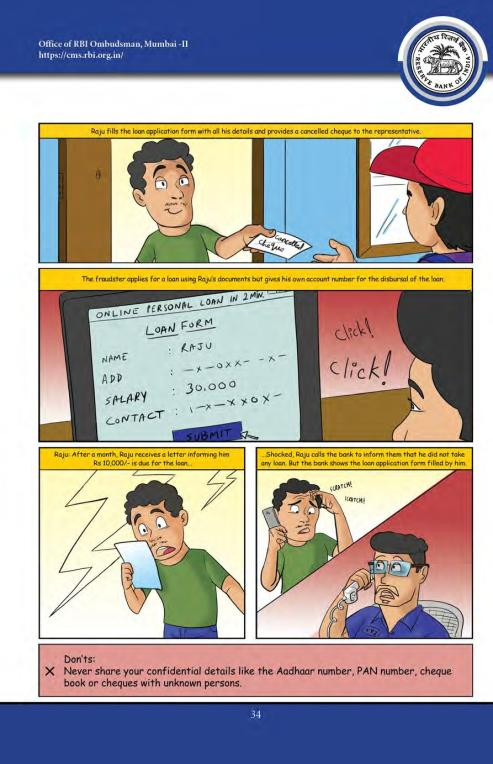 Office of RBI Ombudsman, Mumbai -II
https://cms.rbi.org.in/
भारतीय रिज़र्व बैंक
RESERVE BANK OF INDIA
Raju fills the loan application form with all his details and provides a cancelled cheque to the representative.
cancelled
cheque
The fraudster applies for a loan using Raju's documents but gives his own account number for the disbursal of the loan.
ONLINE PERSONAL LOAN IN 2MN.
LOAN FORM
NAME : RAJU
ADD : -x-oxx- -x-
SALARY : 30.000
CONTACT : 1-x-xxox-
SUBMIT
Click!
Click!
Raju: After a month, Raju receives a letter informing him
Rs 10,000/- is due for the loan...
...Shocked, Raju calls the bank to inform them that he did not take
any loan. But the bank shows the loan application form filled by him.
SCRATCH!
SCRATCH!
Don'ts:
X Never share your confidential details like the Aadhaar number, PAN number, cheque
book or cheques with unknown persons.
34